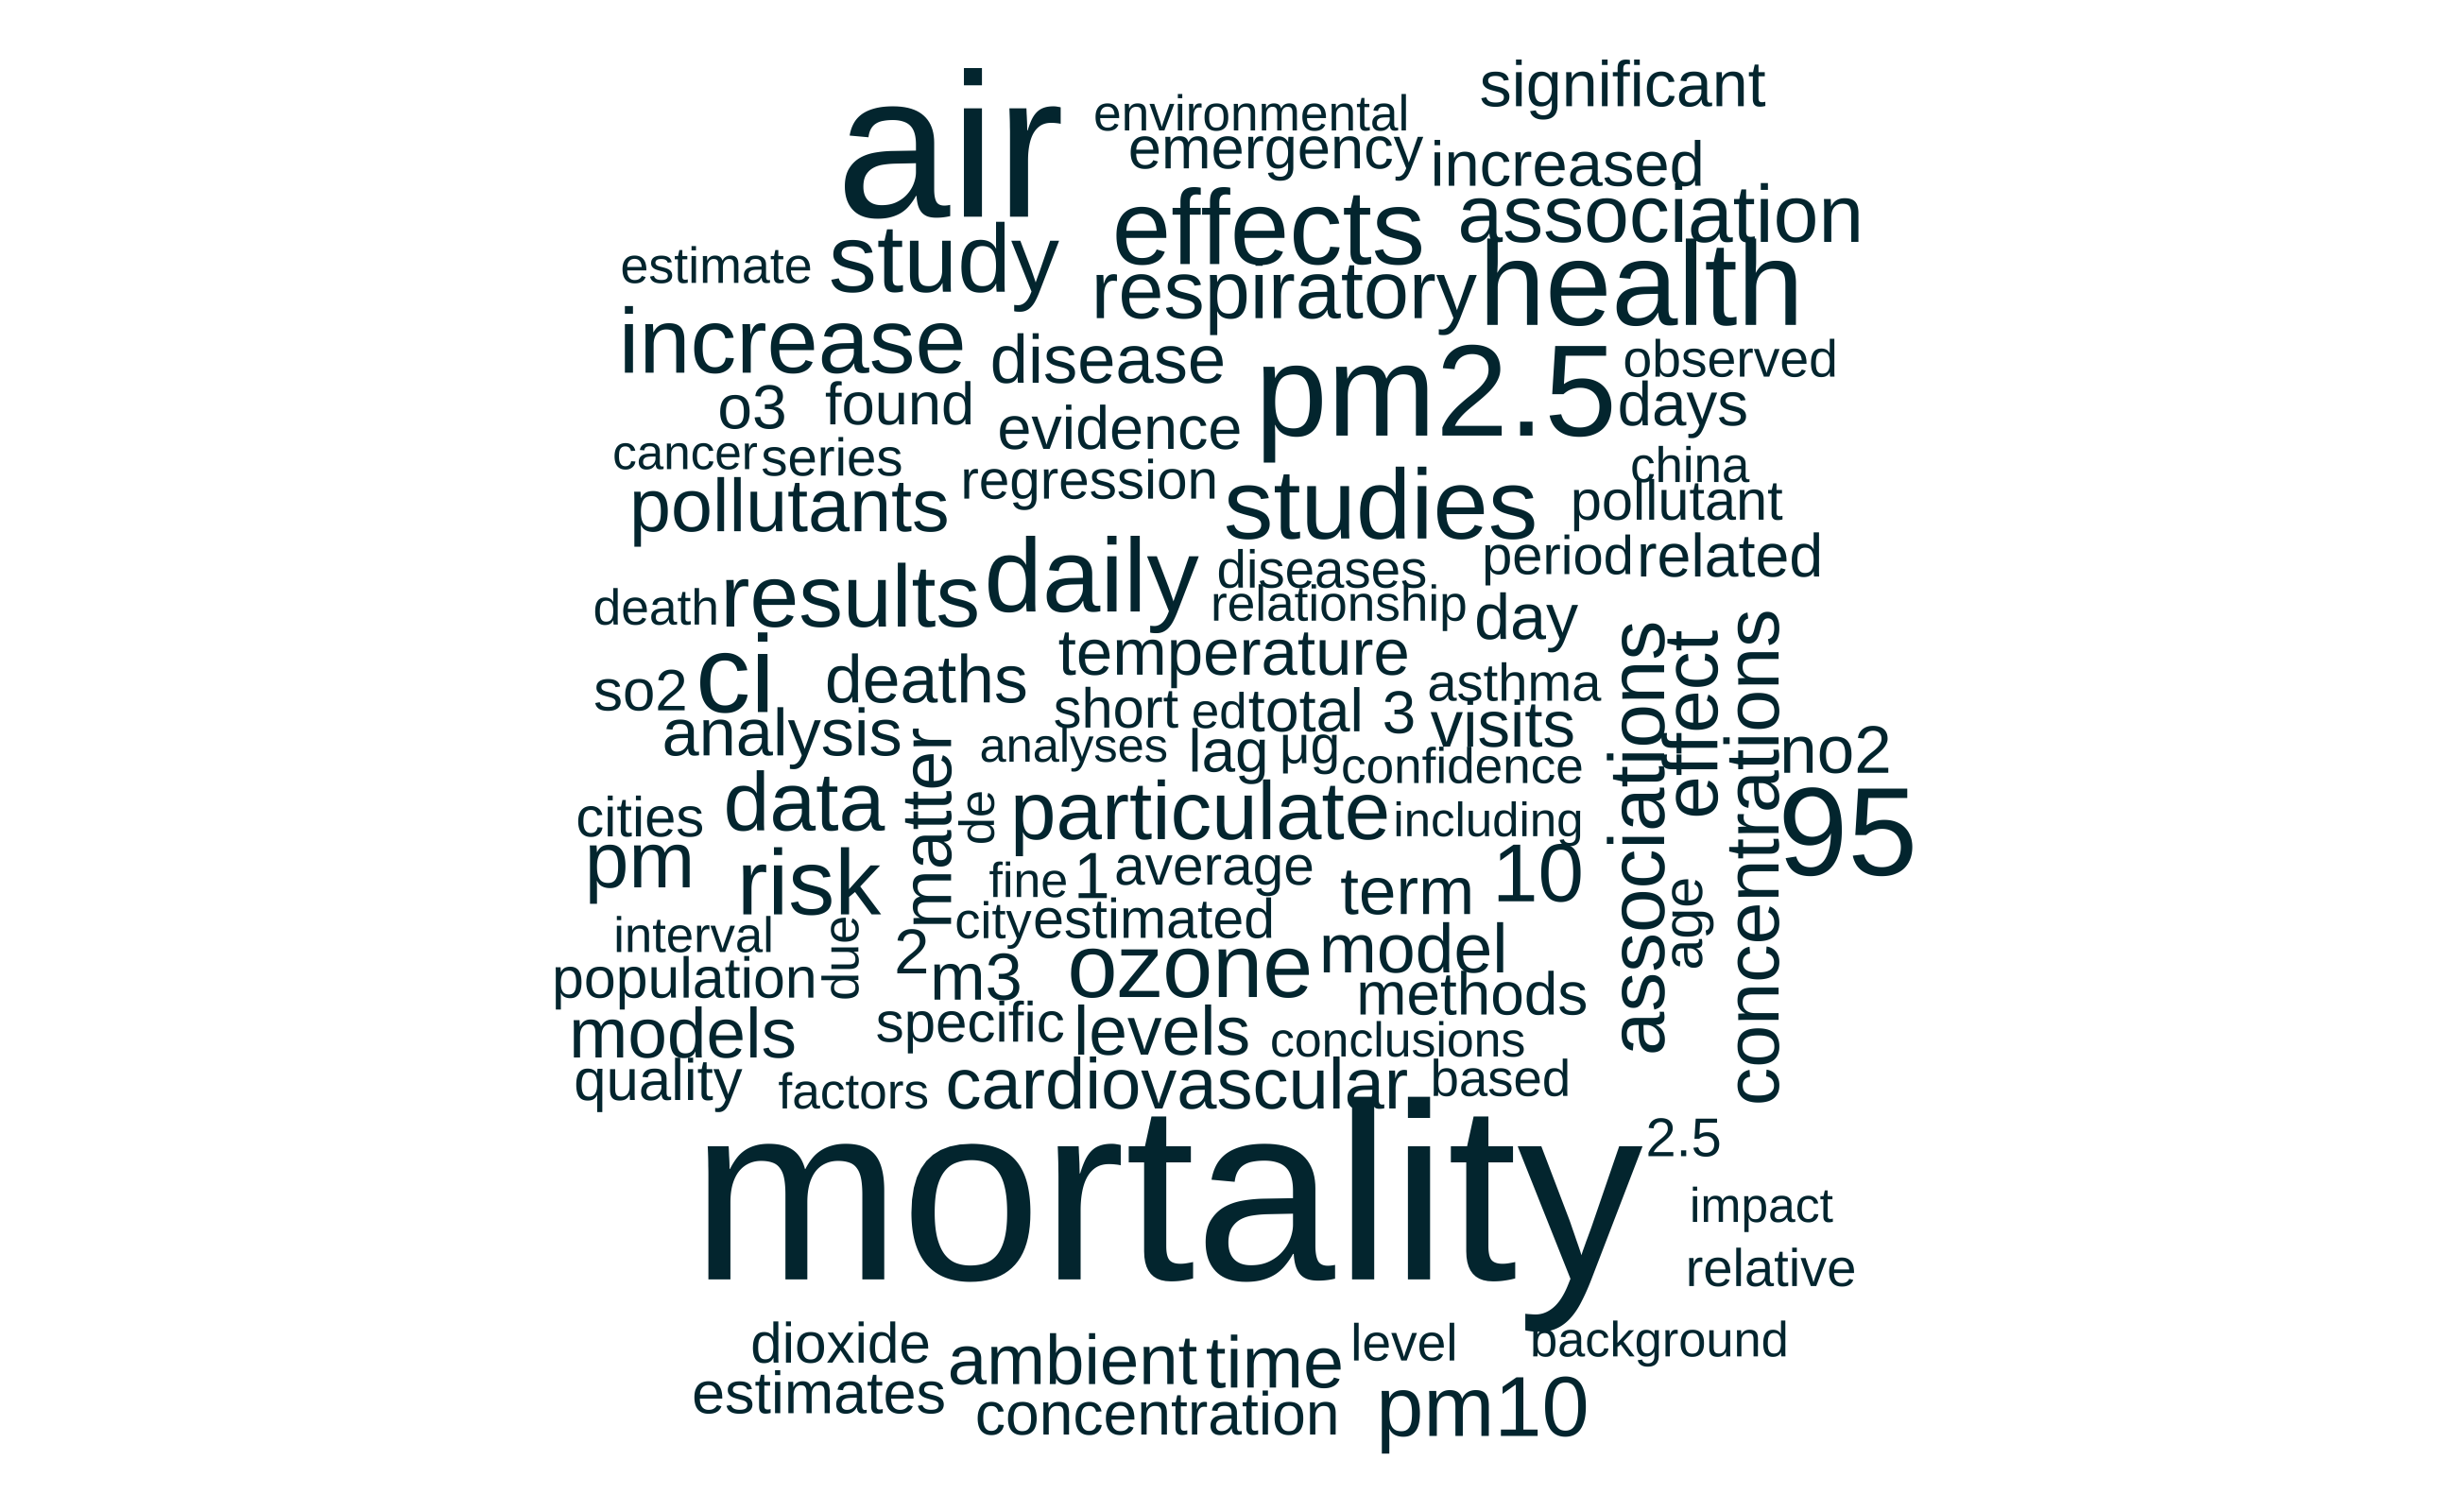 significant
air
environmental
emergency
increased
effects
association
estimate
study
respiratory
health
increase
disease
pm2.5
observed
o3
found
evidence
days
cancer
series
regression
china
pollutants
studies
pollutant
period
related
death
results
daily
diseases
relationship
day
so2
ci
deaths
temperature
asthma
short
ed
total
3
visits
associations
effect
concentrations
analysis
matter
analyses
lag
µg
confidence
no2
cities
data
de
particulate
including
95
pm
risk
fine
1
average
term
10
age
interval
due
city
estimated
population
2
m3
ozone
model
methods
models
specific
levels
conclusions
quality
factors
cardiovascular
based
mortality
2.5
impact
relative
dioxide
ambient
time
level
background
estimates
concentration
pm10